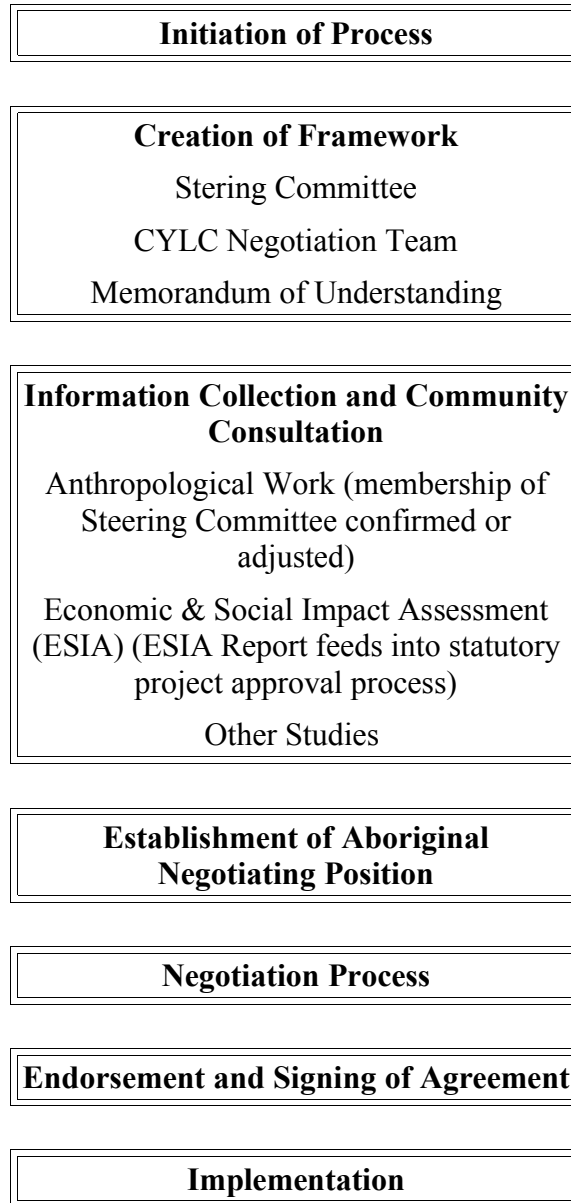 Initiation of Process
Creation of Framework
Stering Committee
CYLC Negotiation Team
Memorandum of Understanding
Information Collection and Community
Consultation
Anthropological Work (membership of
Steering Committee confirmed or
adjusted)
Economic & Social Impact Assessment
(ESIA) (ESIA Report feeds into statutory
project approval process)
Other Studies
Establishment of Aboriginal
Negotiating Position
Negotiation Process
Endorsement and Signing of Agreement
Implementation